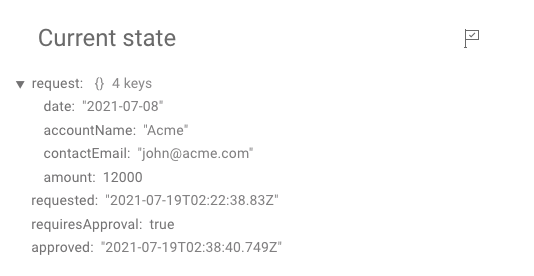 Current state
request: {} 4 keys
date: "2021-07-08"
accountName: "Acme"
contactEmail: "john@acme.com"
amount: 12000
requested: "2021-07-19T02:22:38.83Z"
requiresApproval: true
approved: "2021-07-19T02:38:40.749Z"